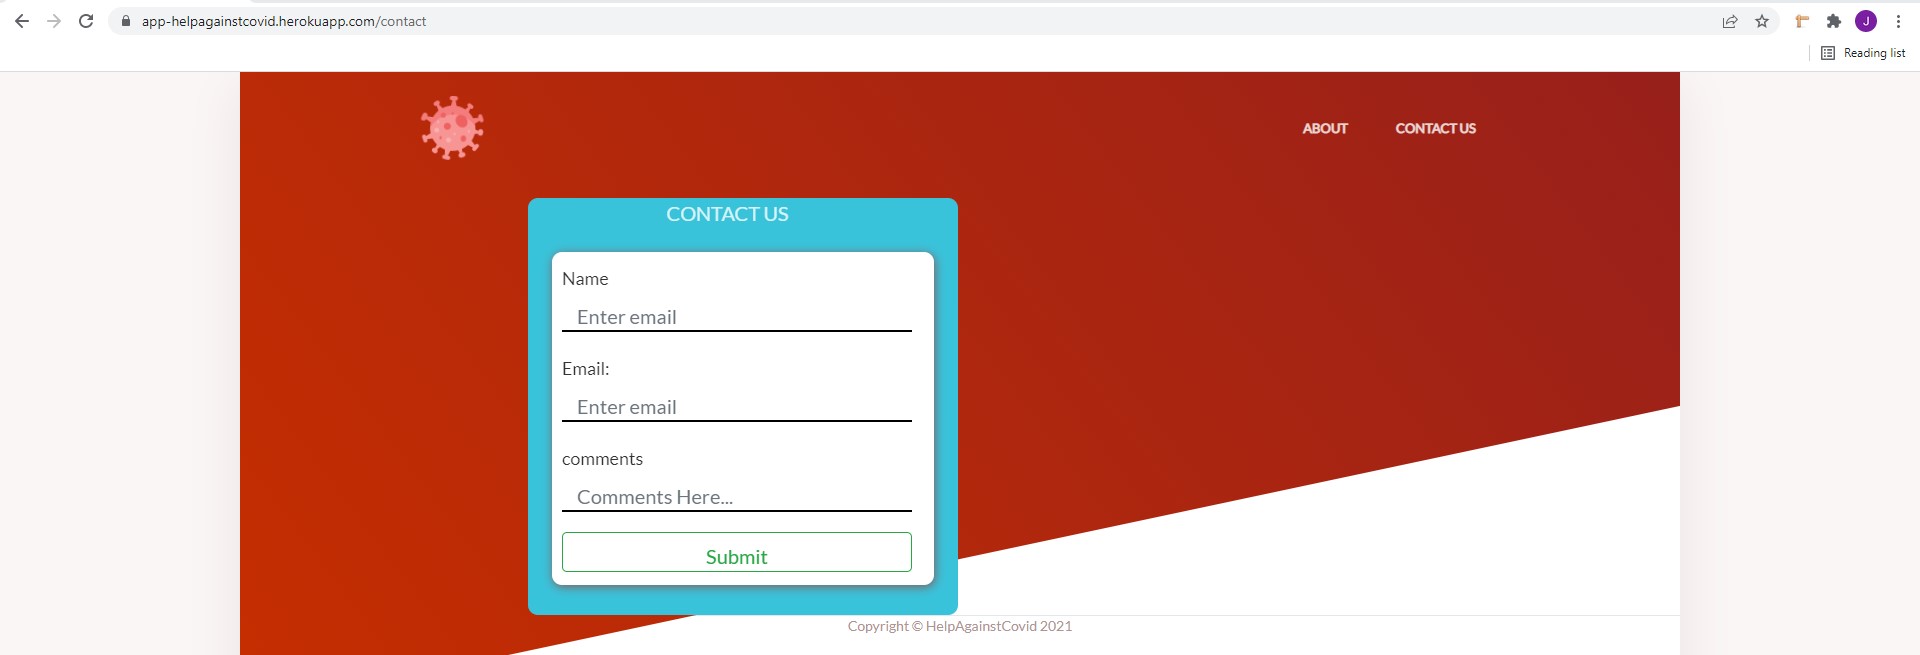 app-helpagainstcovid.herokuapp.com/contact
J
Reading list
ABOUT CONTACT US
CONTACT US
Name
Enter email
Email:
Enter email
comments
Comments Here...
Submit
Copyright © HelpAgainstCovid 2021